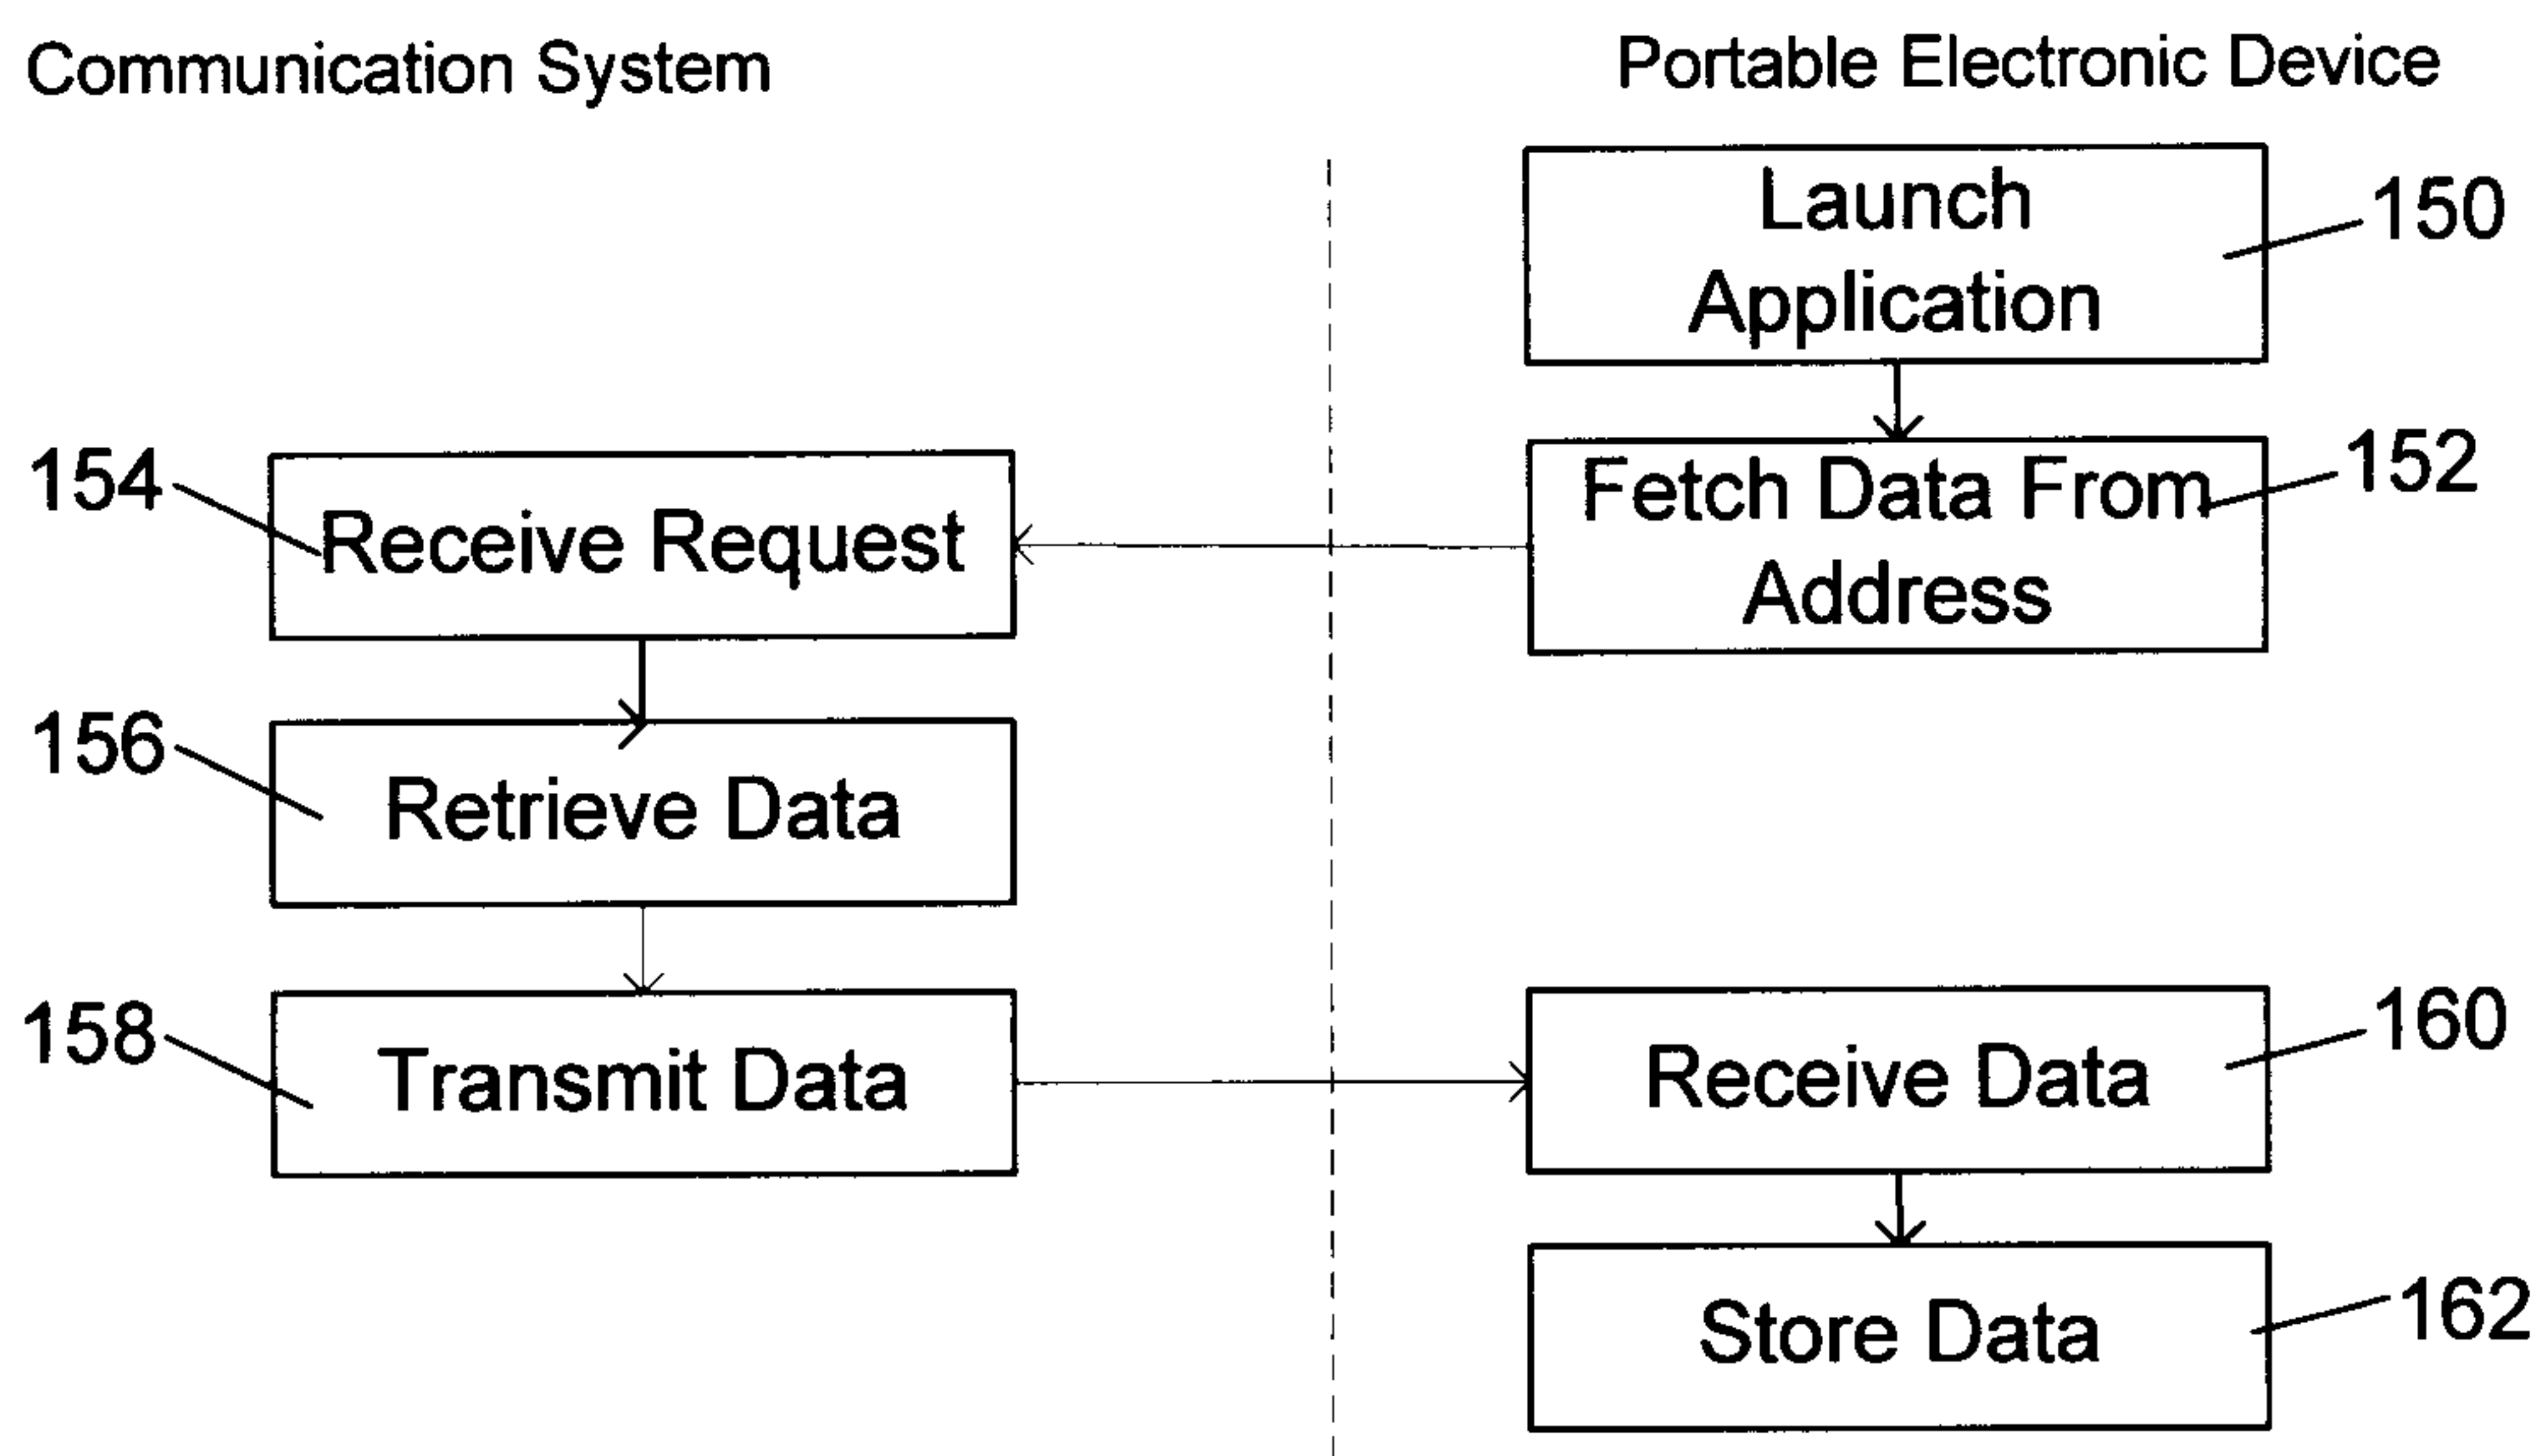 Communication System
Portable Electronic Device
Launch
Application
150
Fetch Data From
Address
152
154
Receive Request
156
Retrieve Data
158
Transmit Data
Receive Data
160
Store Data
162